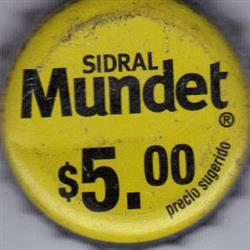 SIDRAL
Mundet®
$5.00
precio sugerido